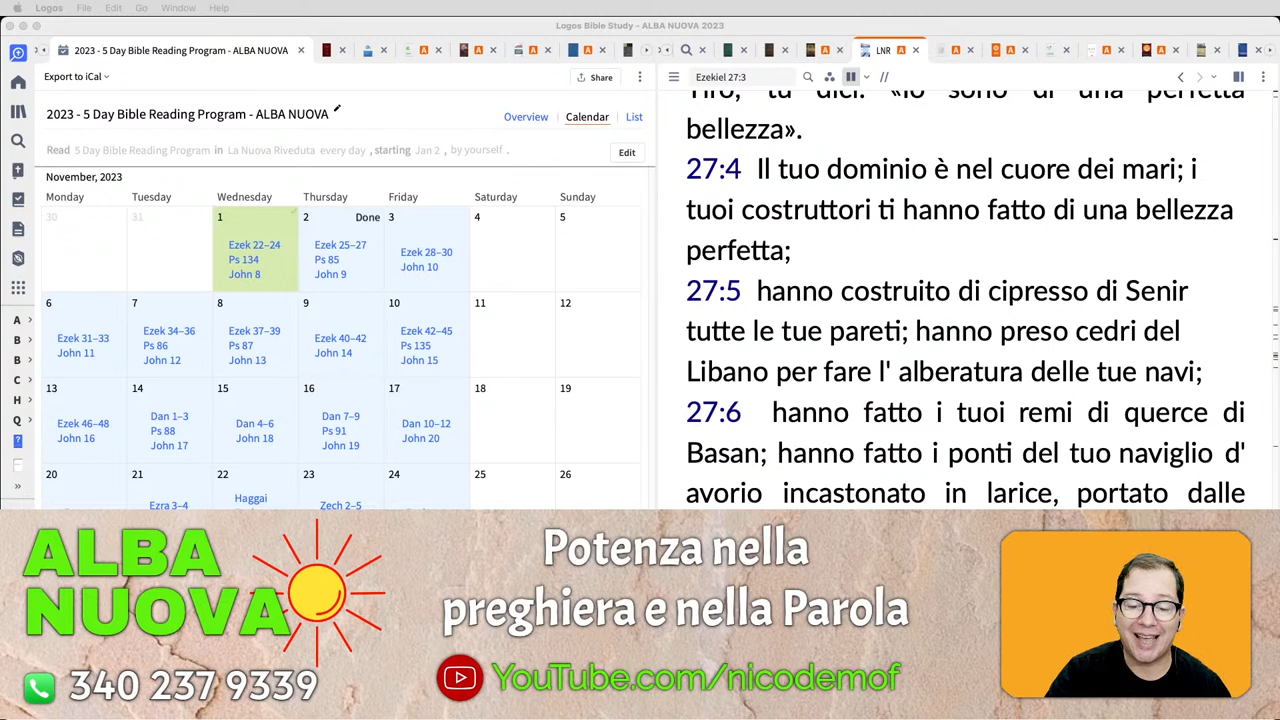 Logos File Edit Go Window Help
Logos Bible Study - ALBA NUOVA 2023
2023 - 5 Day Bible Reading Program - ALBA NUOVA
LNR
Export to iCal
Share
Ezekiel 27:3
2023 - 5 Day Bible Reading Program - ALBA NUOVA
Overview Calendar List
Read 5 Day Bible Reading Program in La Nuova Riveduta every day , starting Jan 2 , by yourself .
Edit
November, 2023
Monday Tuesday Wednesday Thursday Friday Saturday Sunday
30 31 1 2 Done 3 4 5
Ezek 22–24
Ps 134
John 8
Ezek 25–27
Ps 85
John 9
Ezek 28–30
John 10
6 7 8 9 10 11 12
Ezek 31–33
John 11
Ezek 34–36
Ps 86
John 12
Ezek 37–39
Ps 87
John 13
Ezek 40–42
John 14
Ezek 42–45
Ps 135
John 15
13 14 15 16 17 18 19
Ezek 46–48
John 16
Dan 1–3
Ps 88
John 17
Dan 4–6
John 18
Dan 7–9
Ps 91
John 19
Dan 10–12
John 20
20 21 22 23 24 25 26
Ezra 3–4
Haggai
Zech 2–5
A
B
B
C
H
Q
?
Tiro, tu dici: «Io sono di una perfetta
bellezza».
27:4 Il tuo dominio è nel cuore dei mari; i
tuoi costruttori ti hanno fatto di una bellezza
perfetta;
27:5 hanno costruito di cipresso di Senir
tutte le tue pareti; hanno preso cedri del
Libano per fare l' alberatura delle tue navi;
27:6 hanno fatto i tuoi remi di querce di
Basan; hanno fatto i ponti del tuo naviglio d'
avorio incastonato in larice, portato dalle
ALBA
NUOVA
340 237 9339
Potenza nella
preghiera e nella Parola
YouTube.com/nicodemof